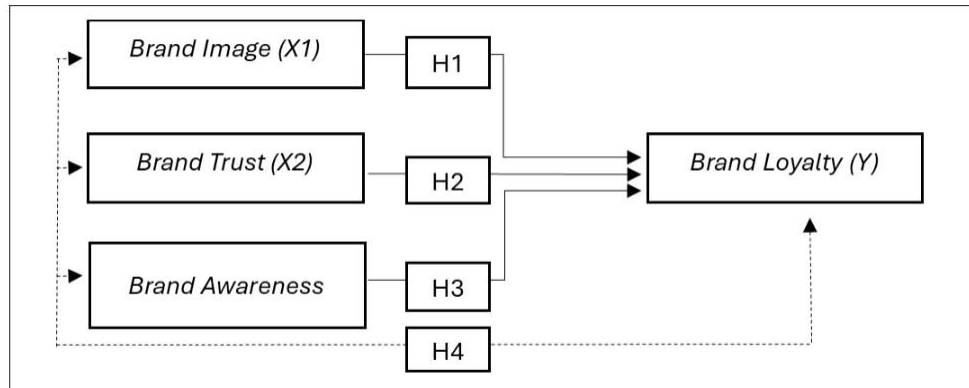 Brand Image (X1)
H1
Brand Trust (X2)
H2
Brand Loyalty (Y)
Brand Awareness
H3
H4